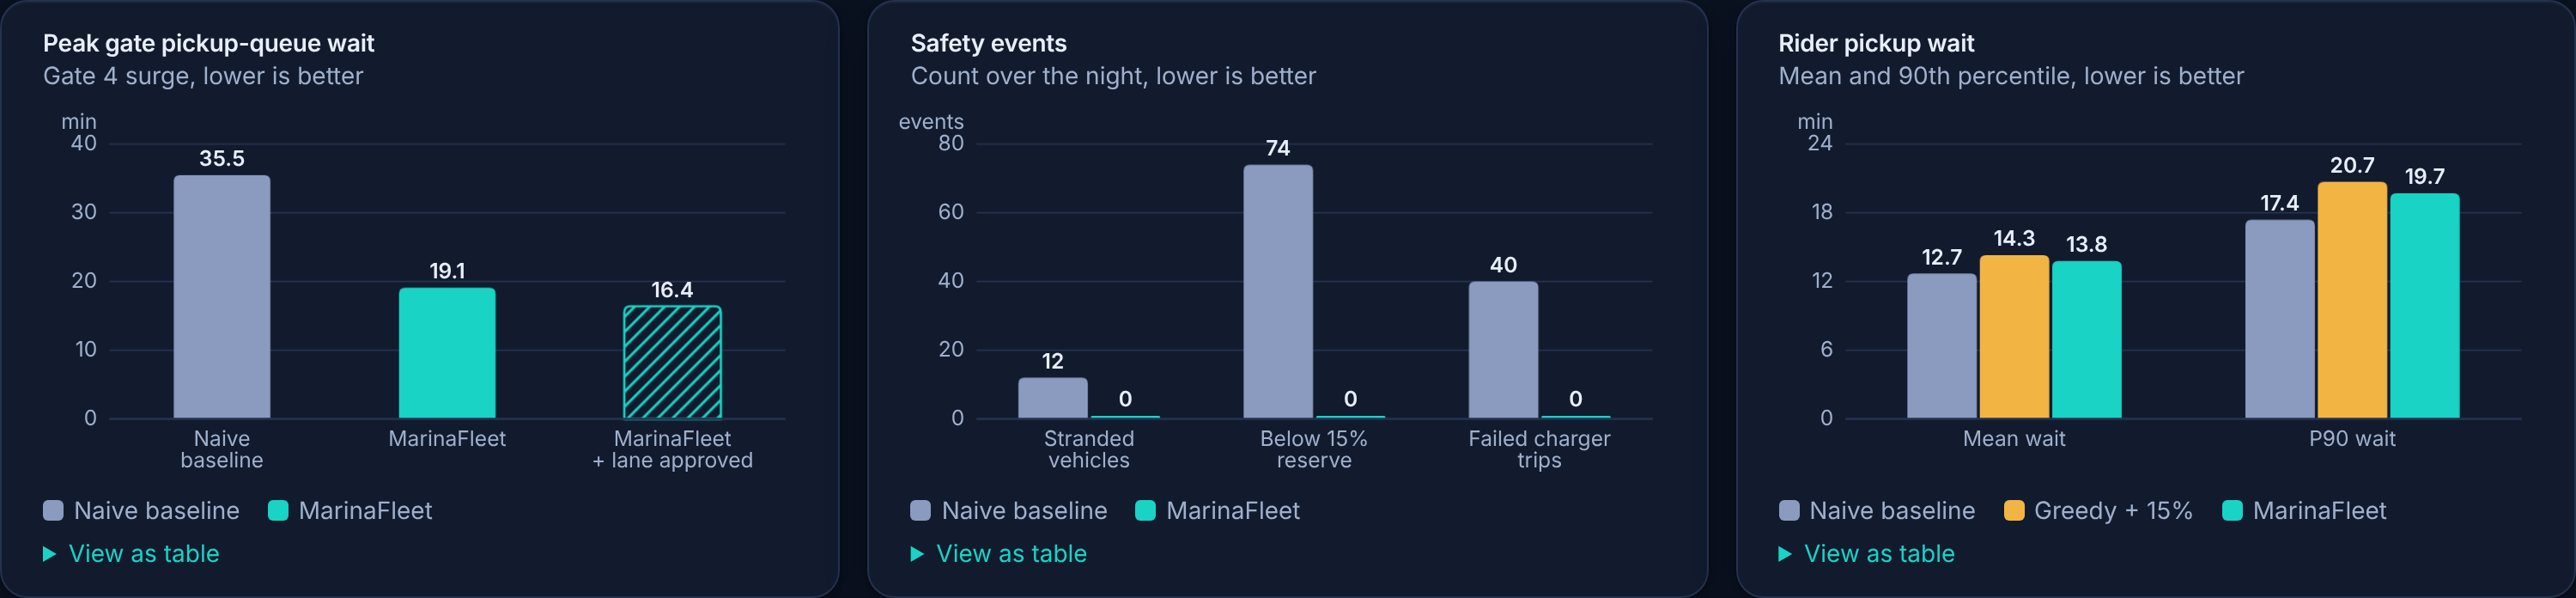 Peak gate pickup-queue wait
Gate 4 surge, lower is better
min
40
30
20
10
0
35.5
19.1
16.4
Naive
baseline
MarinaFleet
MarinaFleet
+ lane approved
Naive baseline
MarinaFleet
View as table
Safety events
Count over the night, lower is better
events
80
60
40
20
0
12
0
74
0
40
0
Stranded
vehicles
Below 15%
reserve
Failed charger
trips
Naive baseline
MarinaFleet
View as table
Rider pickup wait
Mean and 90th percentile, lower is better
min
24
18
12
6
0
12.7
14.3
13.8
17.4
20.7
19.7
Mean wait
P90 wait
Naive baseline
Greedy + 15%
MarinaFleet
View as table